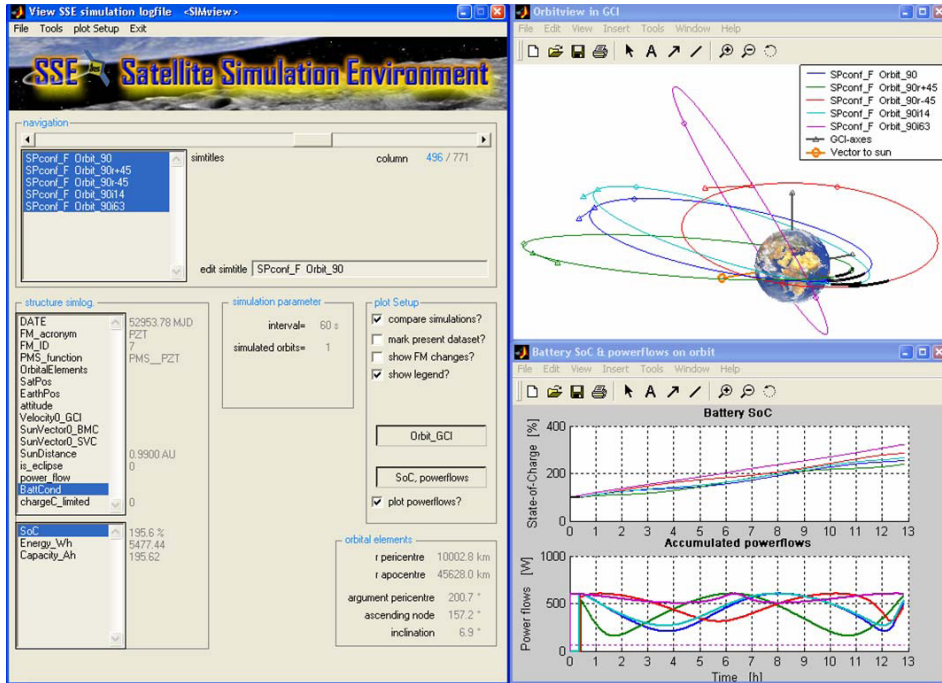 View SSE simulation logfile <SIMview>
File Tools plot Setup Exit
SSE Satellite Simulation Environment
navigation
SPconf_F Orbit_90
SPconf_F Orbit_90r+45
SPconf_F Orbit_90r-45
SPconf_F Orbit_90i14
SPconf_F Orbit_90i63
simtitles
column 496 / 771
edit simtitle SPconf_F Orbit_90
structure simlog.
DATE 52953.78 MJD
FM_acronym PZT
FM_ID 7
PMS_function PMS__PZT
OrbitalElements
SatPos
EarthPos
attitude
Velocity0_GCI
SunVector0_BMC
SunVector0_SVC
SunDistance 0.9900 AU
is_eclipse 0
power_flow
BattCond
chargeC_limited 0
SoC 195.6 %
Energy_Wh 5477.44
Capacity_Ah 195.62
simulation parameter
interval= 60 s
simulated orbits= 1
plot Setup
compare simulations?
mark present dataset?
show FM changes?
show legend?
Orbit_GCI
SoC, powerflows
plot powerflows?
orbital elements
r pericentre 10002.8 km
r apocentre 45628.0 km
argument pericentre 200.7 °
ascending node 157.2 °
inclination 6.9 °
Orbitview in GCI
File Edit View Insert Tools Window Help
SPconf_F Orbit_90
SPconf_F Orbit_90r+45
SPconf_F Orbit_90r-45
SPconf_F Orbit_90i14
SPconf_F Orbit_90i63
GCI-axes
Vector to sun
Battery SoC & powerflows on orbit
File Edit View Insert Tools Window Help
Battery SoC
State-of-Charge [%]
400
200
0
0 1 2 3 4 5 6 7 8 9 10 11 12 13
Accumulated powerflows
Power flows [W]
1000
500
0
0 1 2 3 4 5 6 7 8 9 10 11 12 13
Time [h]